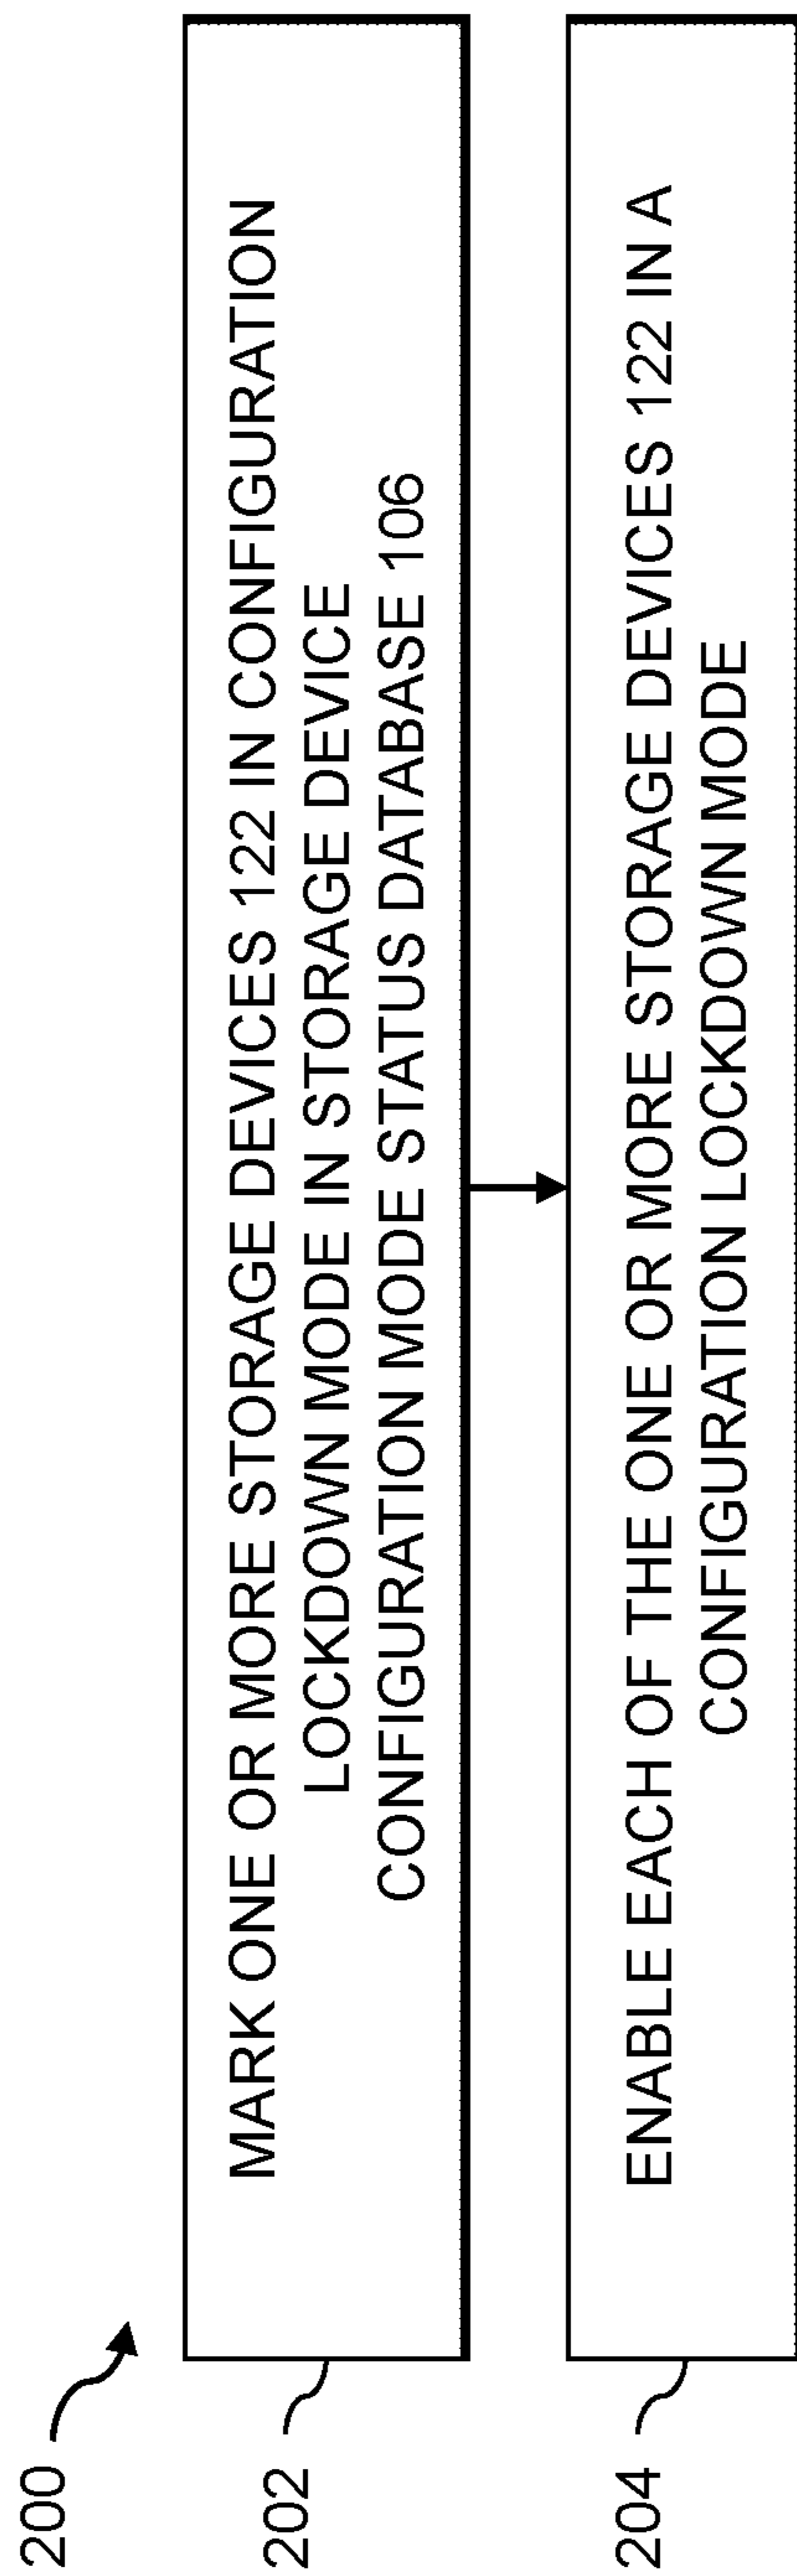 200
202
MARK ONE OR MORE STORAGE DEVICES 122 IN CONFIGURATION
LOCKDOWN MODE IN STORAGE DEVICE
CONFIGURATION MODE STATUS DATABASE 106
204
ENABLE EACH OF THE ONE OR MORE STORAGE DEVICES 122 IN A
CONFIGURATION LOCKDOWN MODE